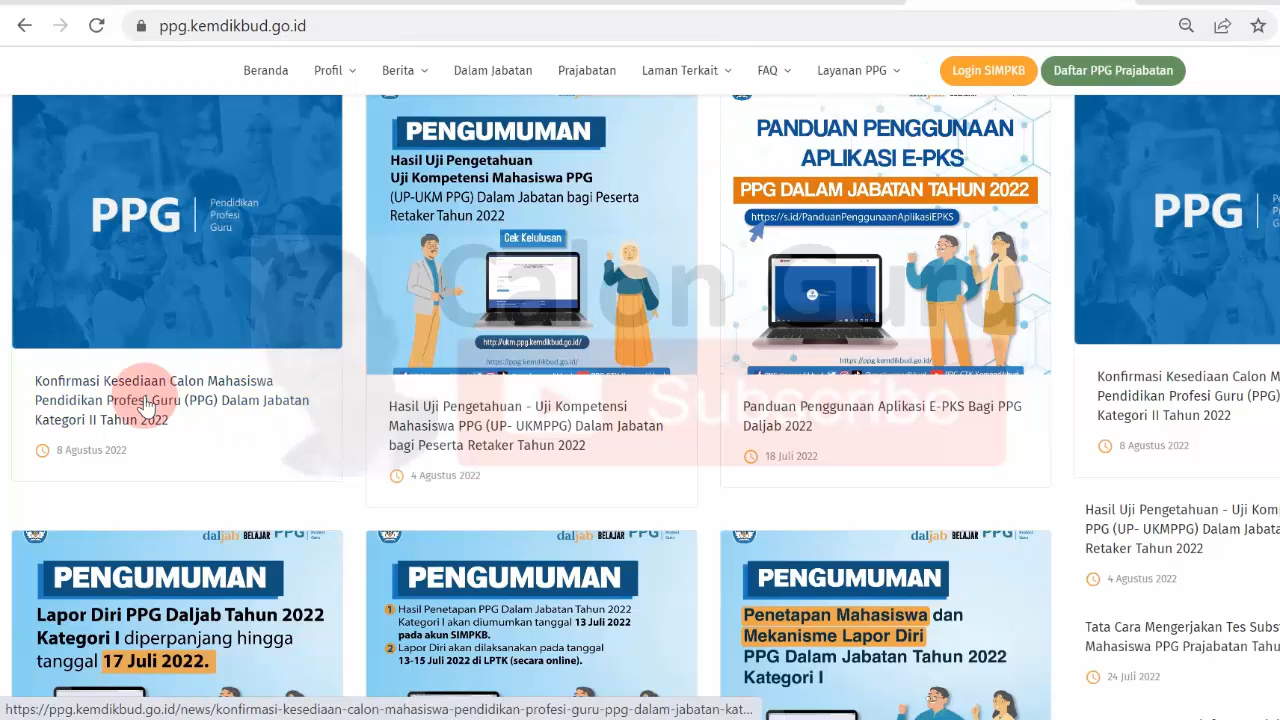 ppg.kemdikbud.go.id
Beranda
Profil
Berita
Dalam Jabatan
Prajabatan
Laman Terkait
FAQ
Layanan PPG
Login SIMPKB
Daftar PPG Prajabatan
PPG
Pendidikan
Profesi
Guru
Konfirmasi Kesediaan Calon Mahasiswa
Pendidikan Profesi Guru (PPG) Dalam Jabatan
Kategori II Tahun 2022
8 Agustus 2022
PENGUMUMAN
Hasil Uji Pengetahuan
Uji Kompetensi Mahasiswa PPG
(UP-UKM PPG) Dalam Jabatan bagi Peserta
Retaker Tahun 2022
Cek Kelulusan
http://ukm.ppg.kemdikbud.go.id/
https://ppg.kemdikbud.go.id/
Hasil Uji Pengetahuan - Uji Kompetensi
Mahasiswa PPG (UP- UKMPPG) Dalam Jabatan
bagi Peserta Retaker Tahun 2022
4 Agustus 2022
PANDUAN PENGGUNAAN
APLIKASI E-PKS
PPG DALAM JABATAN TAHUN 2022
https://s.id/PanduanPenggunaanAplikasiEPKS
https://ppg.kemdikbud.go.id/
Panduan Penggunaan Aplikasi E-PKS Bagi PPG
Daljab 2022
18 Juli 2022
PPG
Konfirmasi Kesediaan Calon M
Pendidikan Profesi Guru (PPG)
Kategori II Tahun 2022
8 Agustus 2022
Calon Guru
Subscribe
daljab BELAJAR PPG
PENGUMUMAN
Lapor Diri PPG Daljab Tahun 2022
Kategori I diperpanjang hingga
tanggal 17 Juli 2022.
daljab BELAJAR PPG
PENGUMUMAN
1 Hasil Penetapan PPG Dalam Jabatan Tahun 2022
Kategori I akan diumumkan tanggal 13 Juli 2022
pada akun SIMPKB.
2 Lapor Diri akan dilaksanakan pada tanggal
13-15 Juli 2022 di LPTK (secara online).
daljab BELAJAR PPG
PENGUMUMAN
Penetapan Mahasiswa dan
Mekanisme Lapor Diri
PPG Dalam Jabatan Tahun 2022
Kategori I
Hasil Uji Pengetahuan - Uji Kom
PPG (UP- UKMPPG) Dalam Jabata
Retaker Tahun 2022
4 Agustus 2022
Tata Cara Mengerjakan Tes Subst
Mahasiswa PPG Prajabatan Tahu
24 Juli 2022
https://ppg.kemdikbud.go.id/news/konfirmasi-kesediaan-calon-mahasiswa-pendidikan-profesi-guru-ppg-dalam-jabatan-kat...